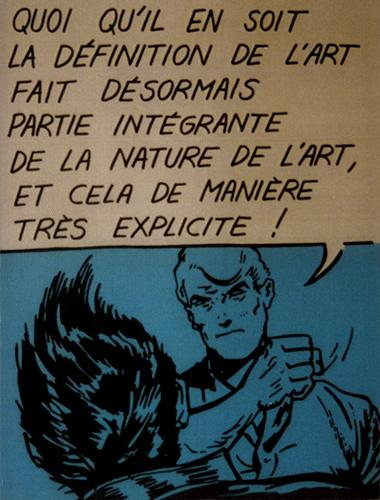 QUOI QU'IL EN SOIT
LA DÉFINITION DE L'ART
FAIT DÉSORMAIS
PARTIE INTÉGRANTE
DE LA NATURE DE L'ART,
ET CELA DE MANIÈRE
TRÈS EXPLICITE !